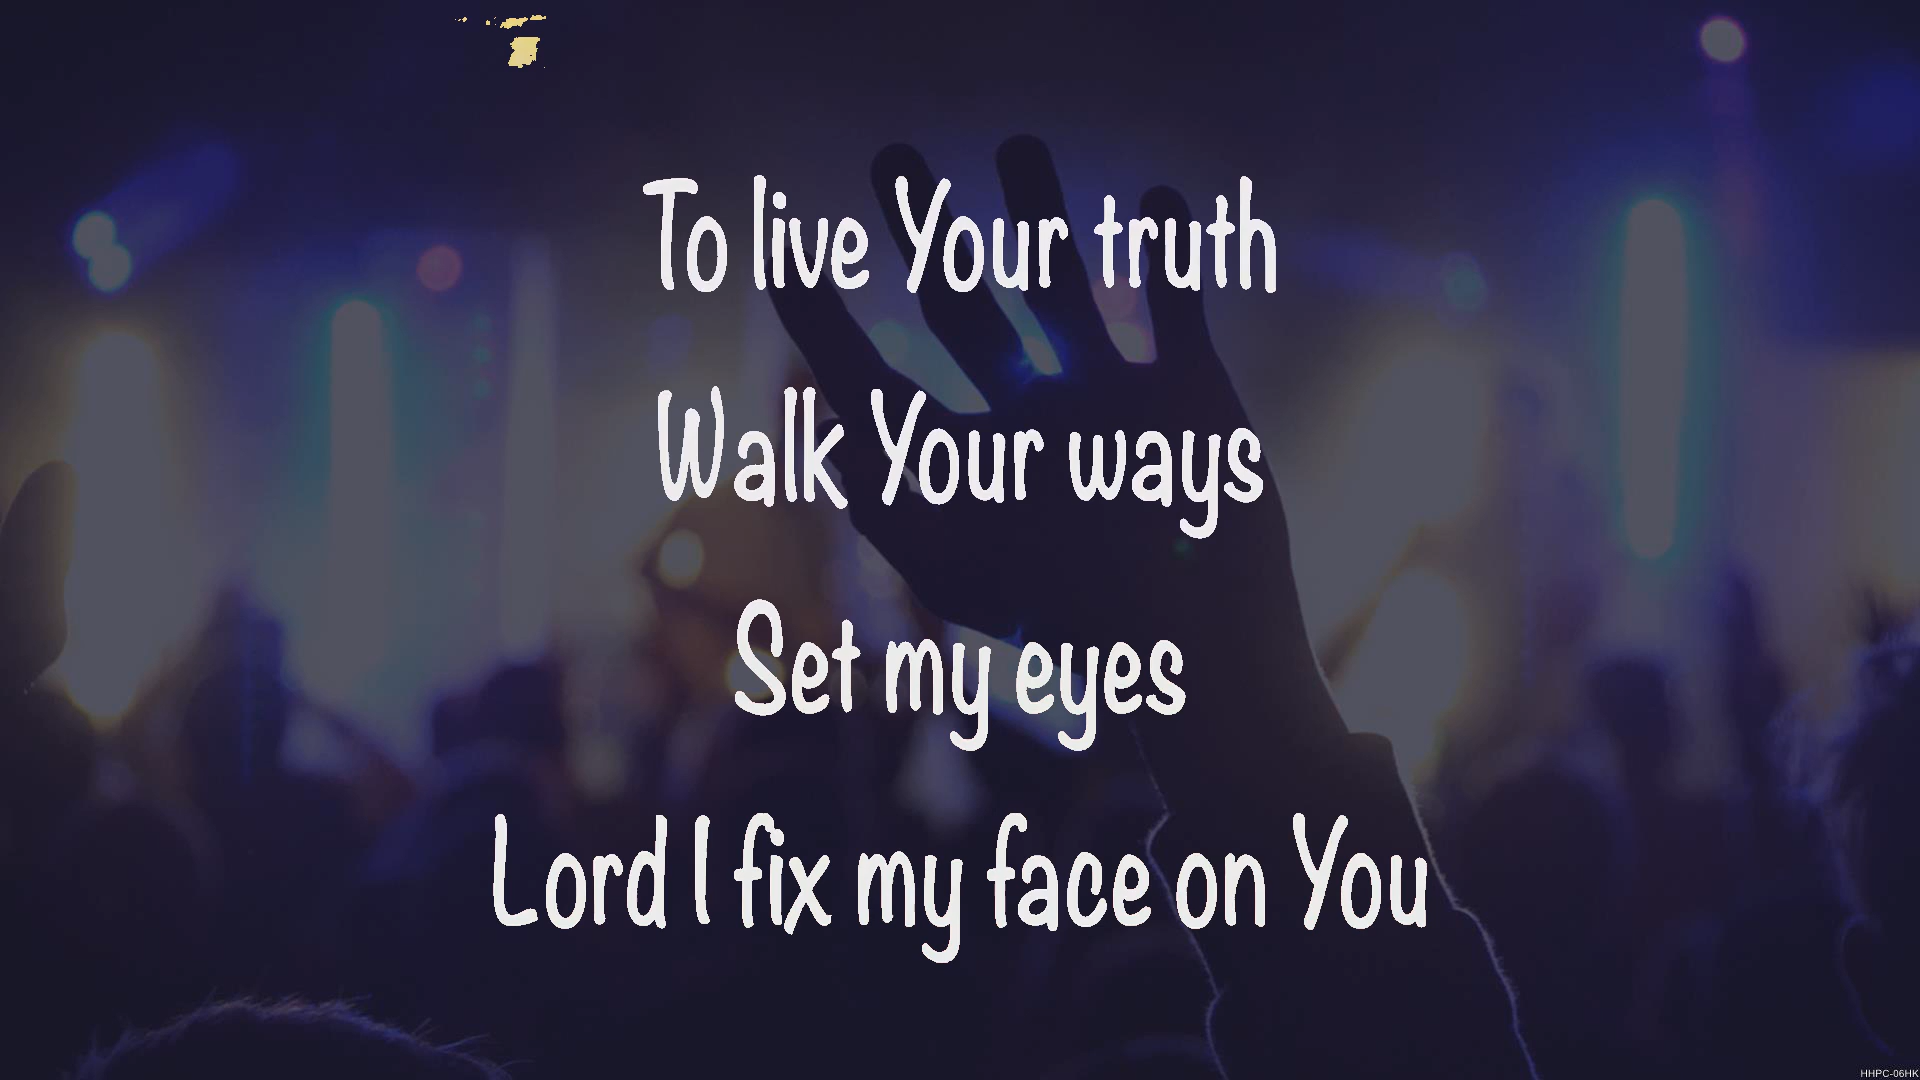 To live Your truth
Walk Your ways
Set my eyes
Lord I fix my face on You
HHPC-06HK